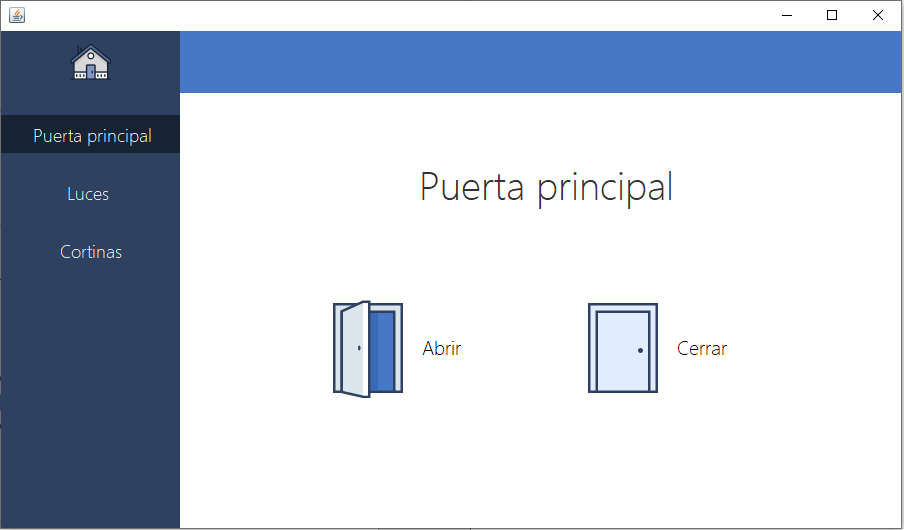 Puerta principal
Luces
Cortinas
Puerta principal
Abrir
Cerrar